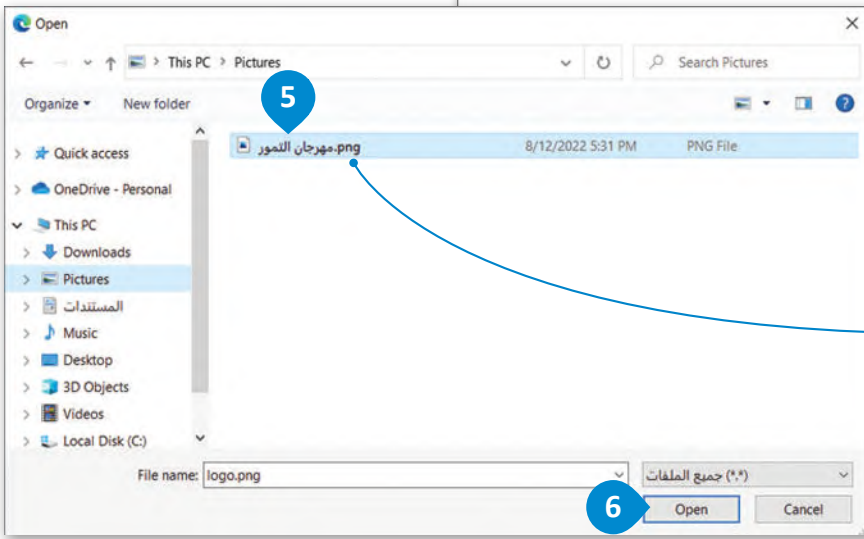 Open
This PC > Pictures
Search Pictures
Organize
New folder
5
Quick access
مهرجان التمور.png
8/12/2022 5:31 PM
PNG File
OneDrive - Personal
This PC
Downloads
Pictures
المستندات
Music
Desktop
3D Objects
Videos
Local Disk (C:)
File name: logo.png
جميع الملفات (*.*)
6
Open
Cancel